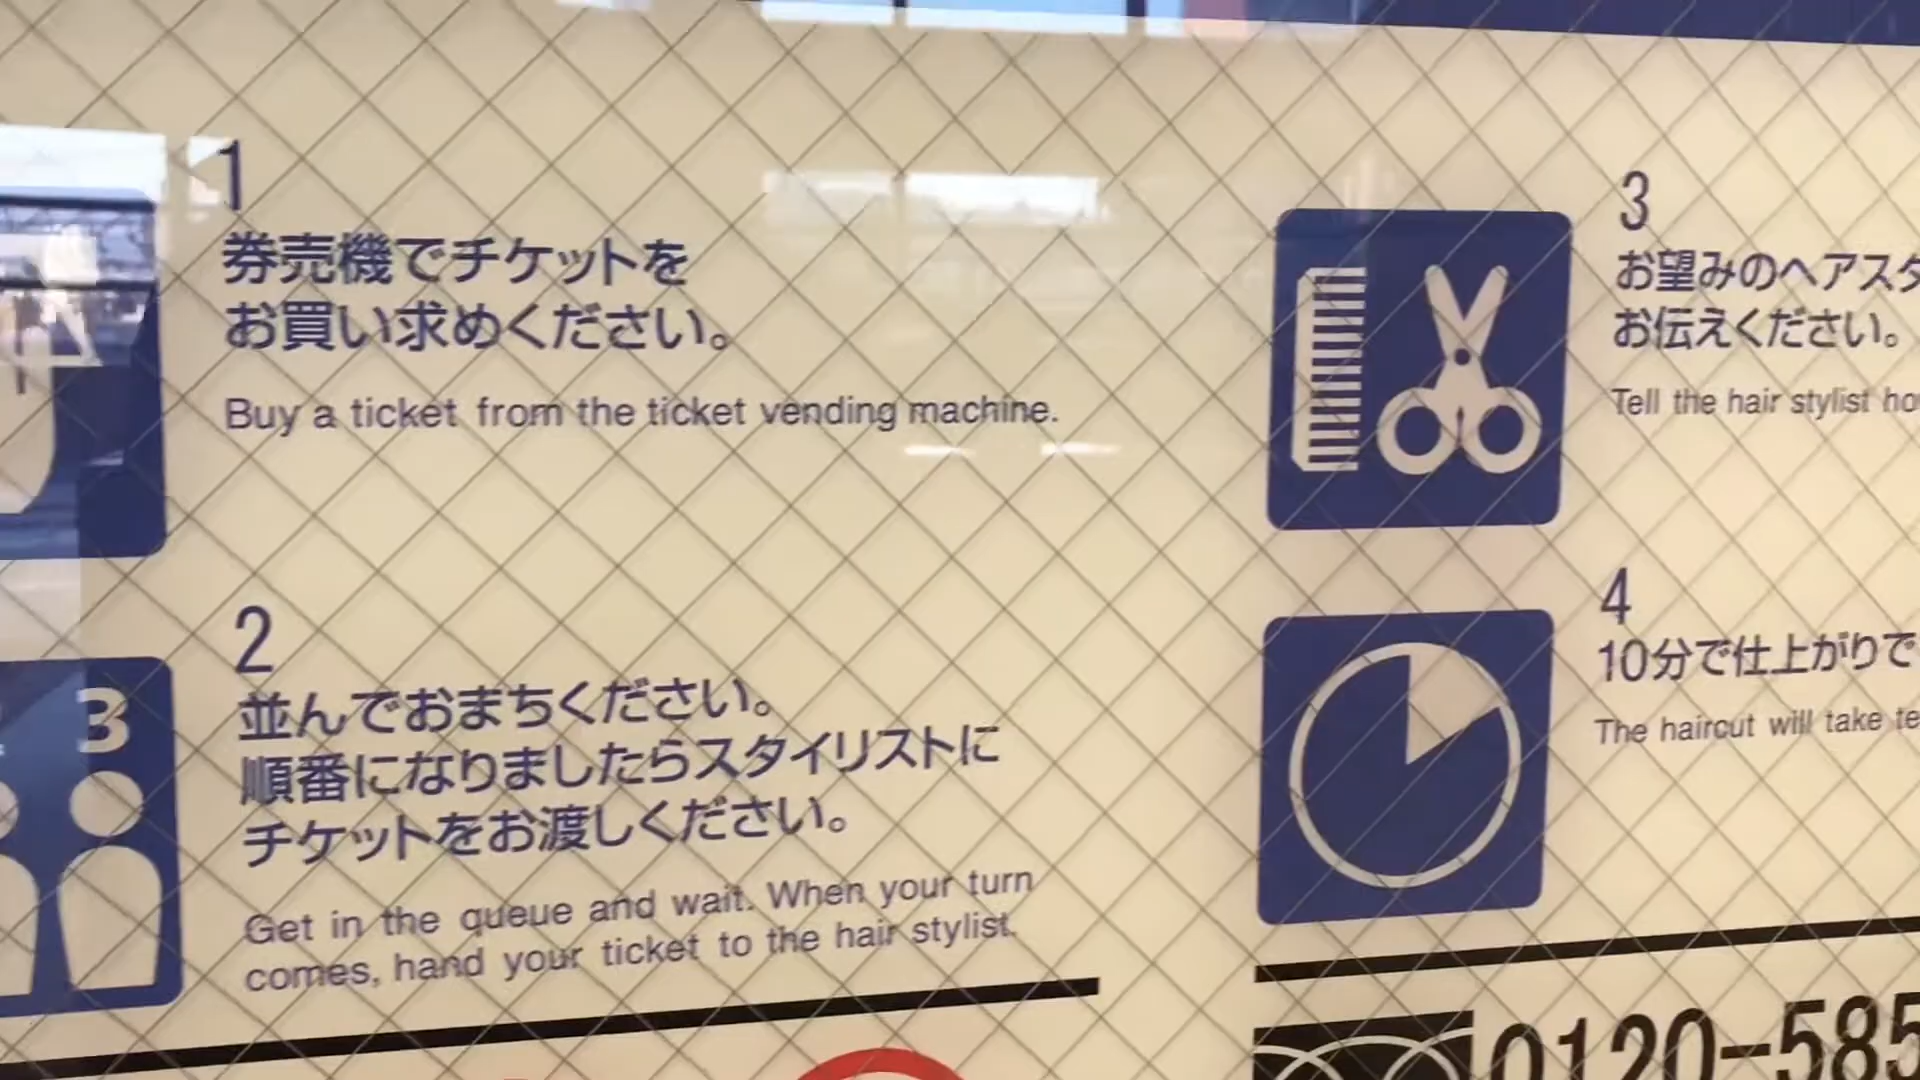 1
券売機でチケットを
お買い求めください。
Buy a ticket from the ticket vending machine.
2
並んでおまちください。
順番になりましたらスタイリストに
チケットをお渡しください。
Get in the queue and wait. When your turn
comes, hand your ticket to the hair stylist.
3
3
お望みのヘアスタ
お伝えください。
Tell the hair stylist
4
10分で仕上がりで
The haircut will take
0120-585